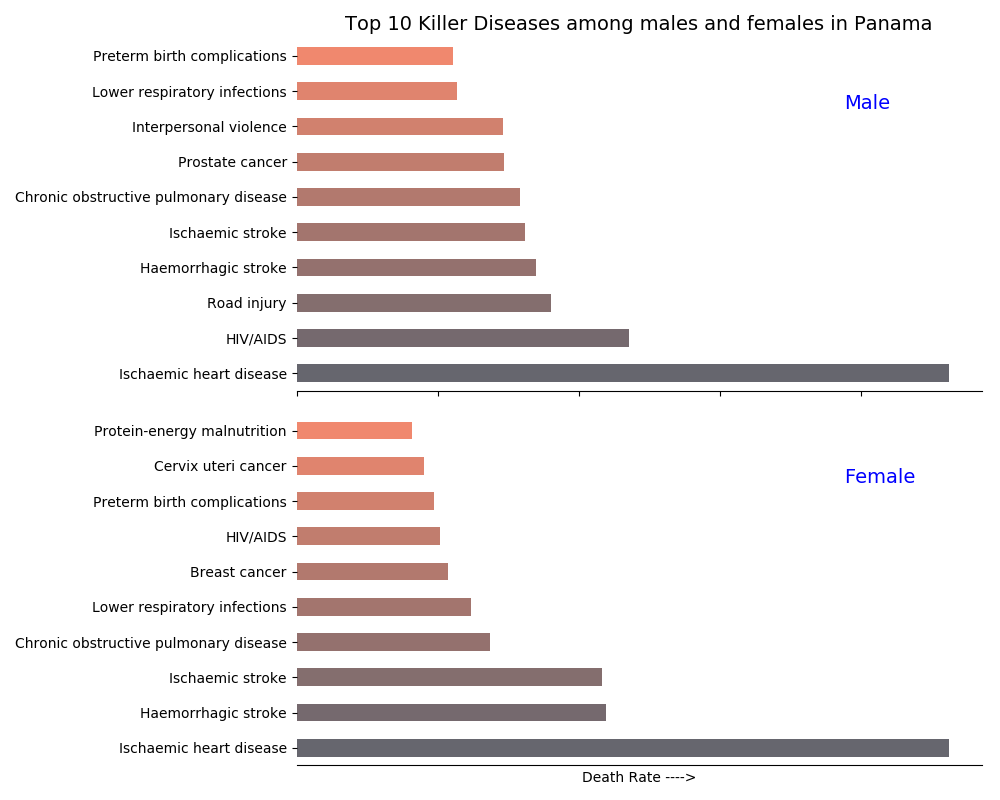 Top 10 Killer Diseases among males and females in Panama
Preterm birth complications
Lower respiratory infections
Male
Interpersonal violence
Prostate cancer
Chronic obstructive pulmonary disease
Ischaemic stroke
Haemorrhagic stroke
Road injury
HIV/AIDS
Ischaemic heart disease
Protein-energy malnutrition
Cervix uteri cancer
Female
Preterm birth complications
HIV/AIDS
Breast cancer
Lower respiratory infections
Chronic obstructive pulmonary disease
Ischaemic stroke
Haemorrhagic stroke
Ischaemic heart disease
Death Rate ---->